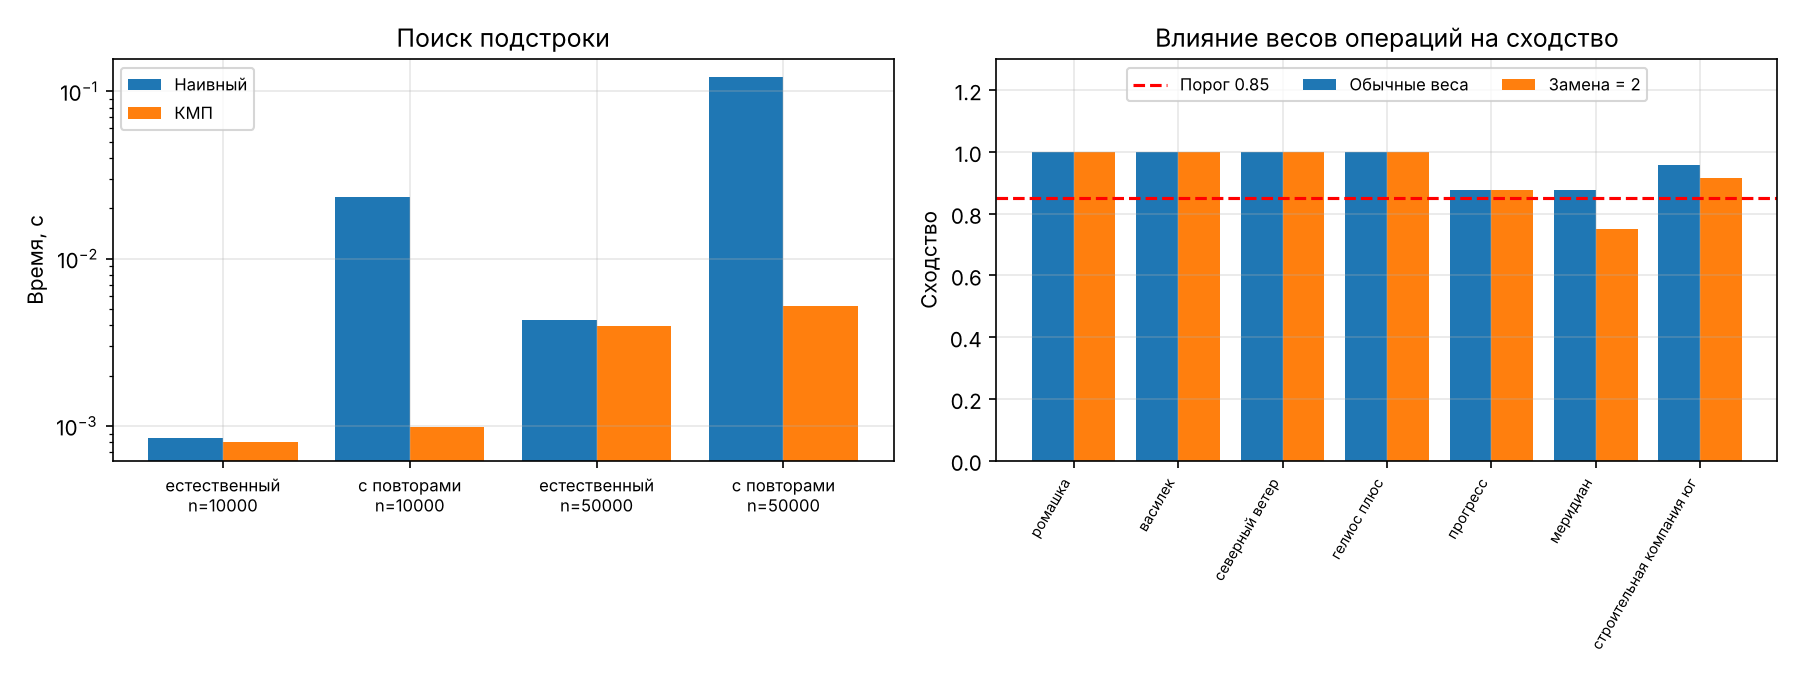 Поиск подстроки
Наивный
КМП
Время, с
10⁻¹
10⁻²
10⁻³
естественный
n=10000
с повторами
n=10000
естественный
n=50000
с повторами
n=50000
Влияние весов операций на сходство
Порог 0.85
Обычные веса
Замена = 2
Сходство
1.2
1.0
0.8
0.6
0.4
0.2
0.0
ромашка
василек
северный ветер
гелиос плюс
прогресс
меридиан
строительная компания юг